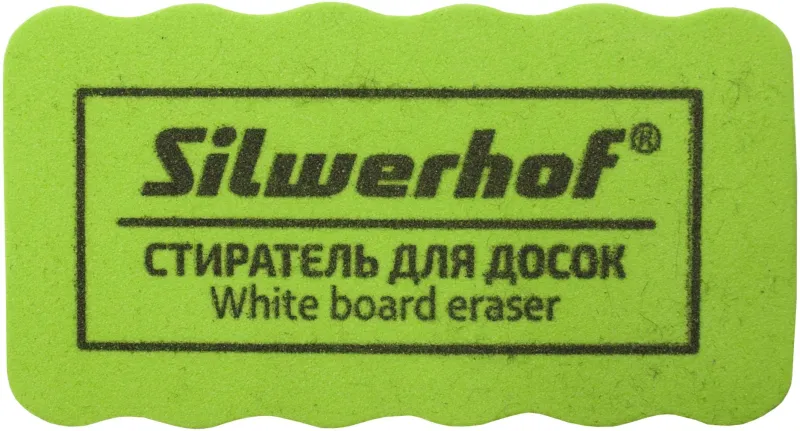 Silwerhof®
СТИРАТЕЛЬ ДЛЯ ДОСОК
White board eraser